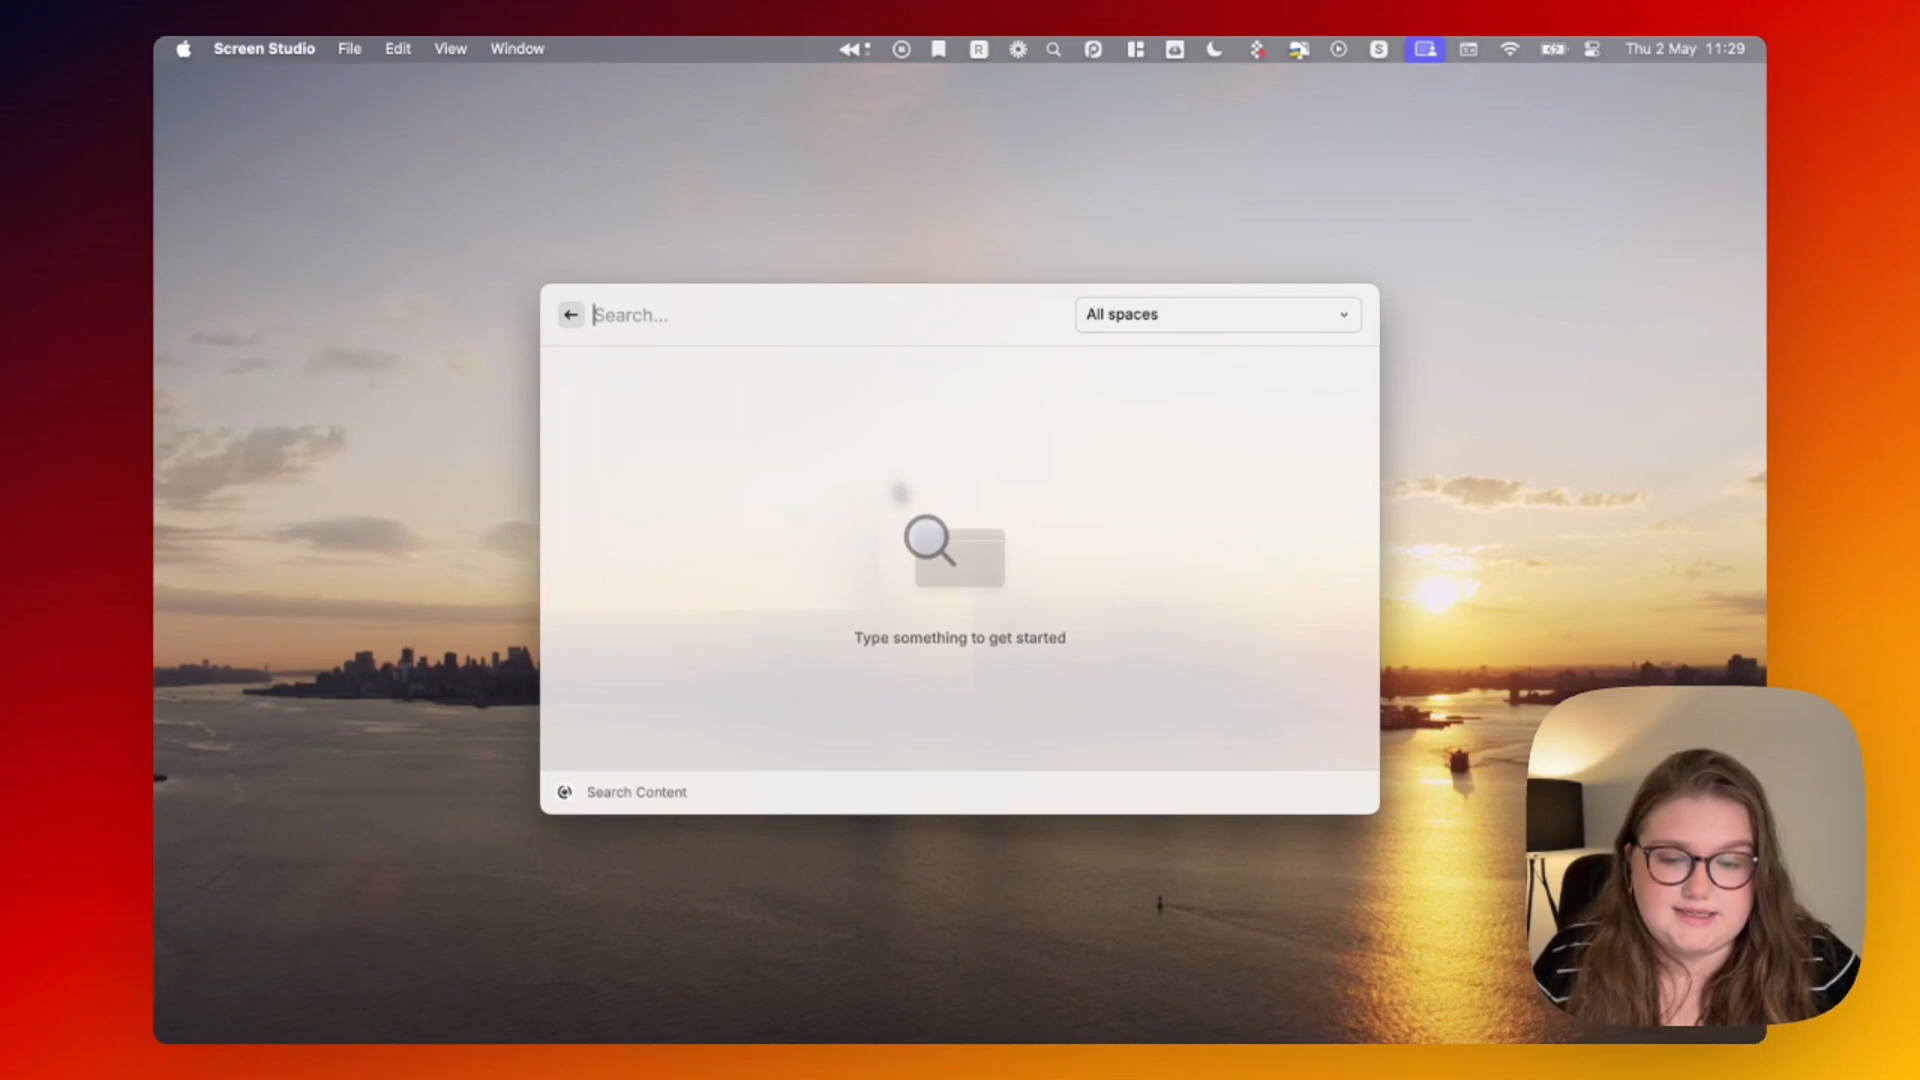 Screen Studio File Edit View Window Thu 2 May 11:29
Search... All spaces
Type something to get started
Search Content